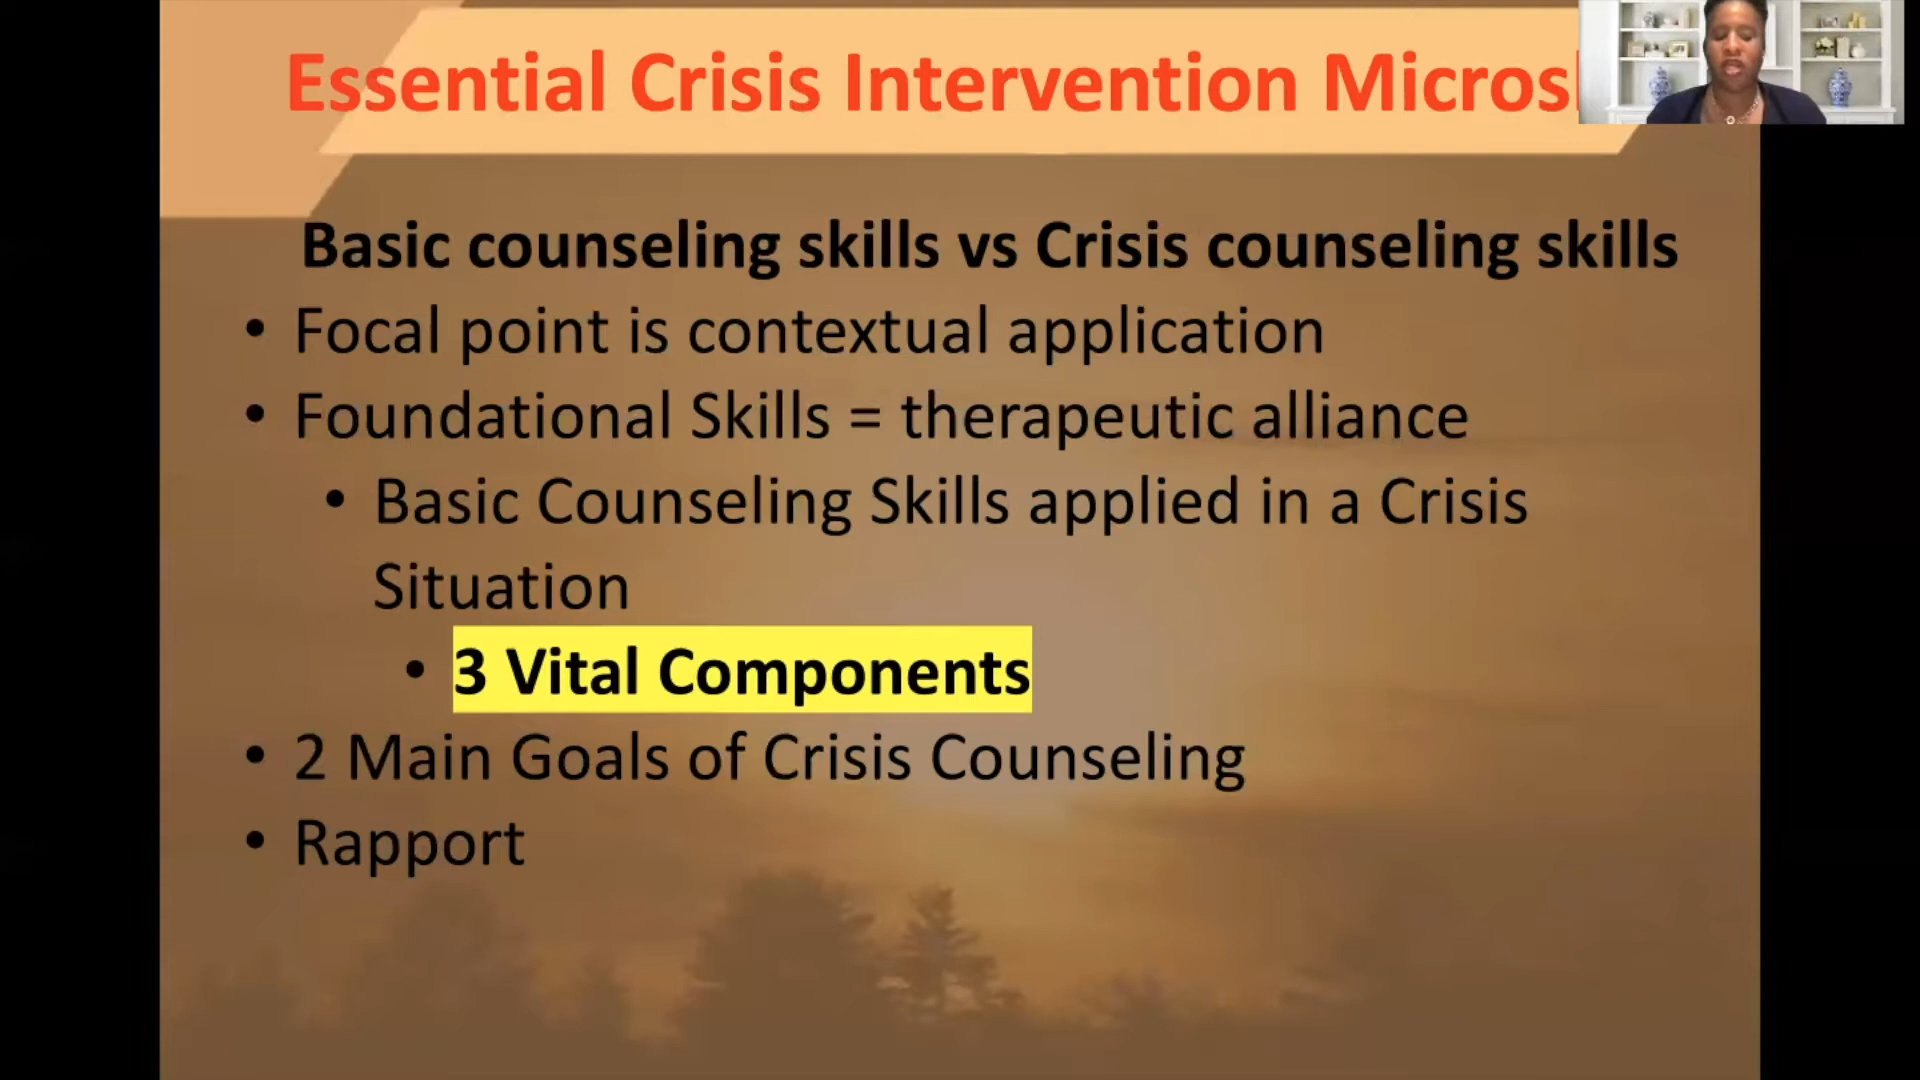 Essential Crisis Intervention
Basic counseling skills vs Crisis counseling skills
• Focal point is contextual application
• Foundational Skills = therapeutic alliance
• Basic Counseling Skills applied in a Crisis
Situation
• 3 Vital Components
• 2 Main Goals of Crisis Counseling
• Rapport